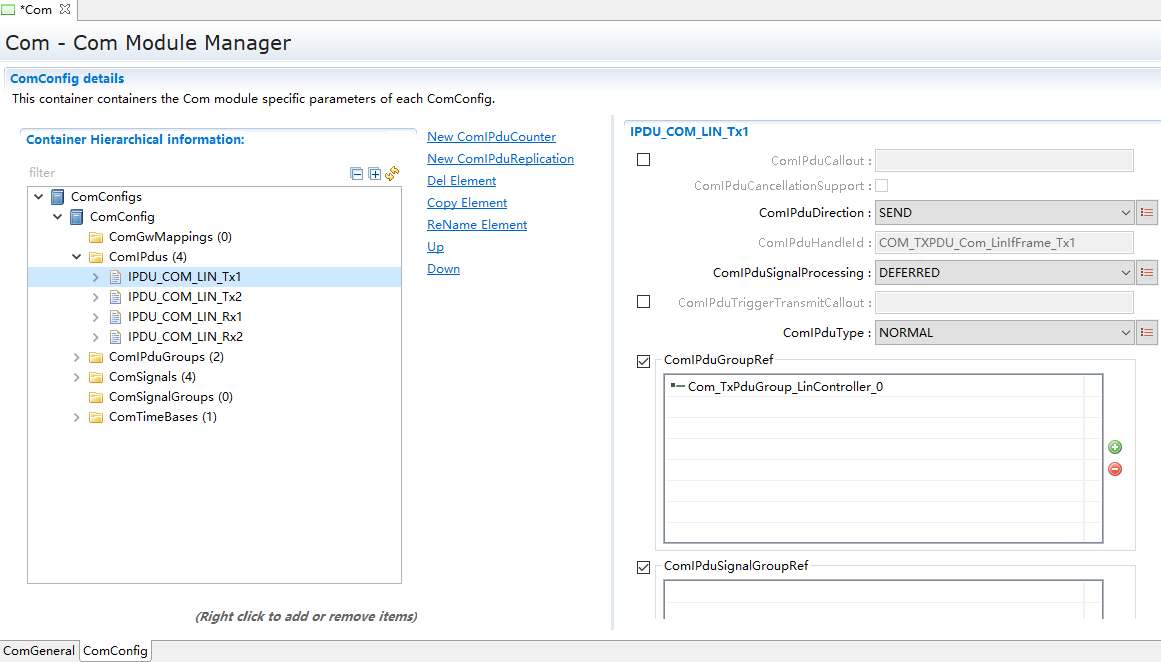 *Com
Com - Com Module Manager
ComConfig details
This container containers the Com module specific parameters of each ComConfig.
Container Hierarchical information:
filter
ComConfigs
ComConfig
ComGwMappings (0)
ComIPdus (4)
IPDU_COM_LIN_Tx1
IPDU_COM_LIN_Tx2
IPDU_COM_LIN_Rx1
IPDU_COM_LIN_Rx2
ComIPduGroups (2)
ComSignals (4)
ComSignalGroups (0)
ComTimeBases (1)
(Right click to add or remove items)
New ComIPduCounter
New ComIPduReplication
Del Element
Copy Element
ReName Element
Up
Down
IPDU_COM_LIN_Tx1
ComIPduCallout :
ComIPduCancellationSupport :
ComIPduDirection : SEND
ComIPduHandleId : COM_TXPDU_Com_LinIfFrame_Tx1
ComIPduSignalProcessing : DEFERRED
ComIPduTriggerTransmitCallout :
ComIPduType : NORMAL
ComIPduGroupRef
Com_TxPduGroup_LinController_0
ComIPduSignalGroupRef
ComGeneral
ComConfig